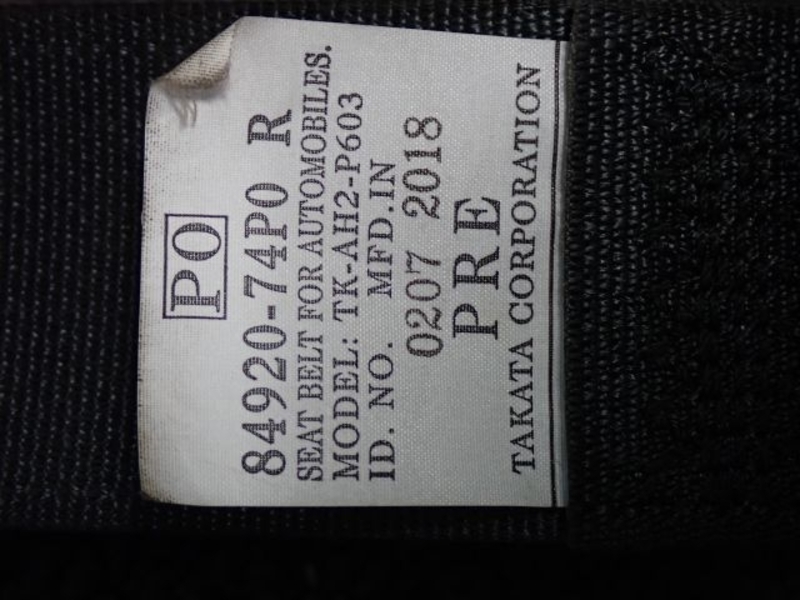 P0
84920-74P0 R
SEAT BELT FOR AUTOMOBILES.
MODEL: TK-AH2-P603
ID. NO. MFD.IN
0207 2018
PRE
TAKATA CORPORATION